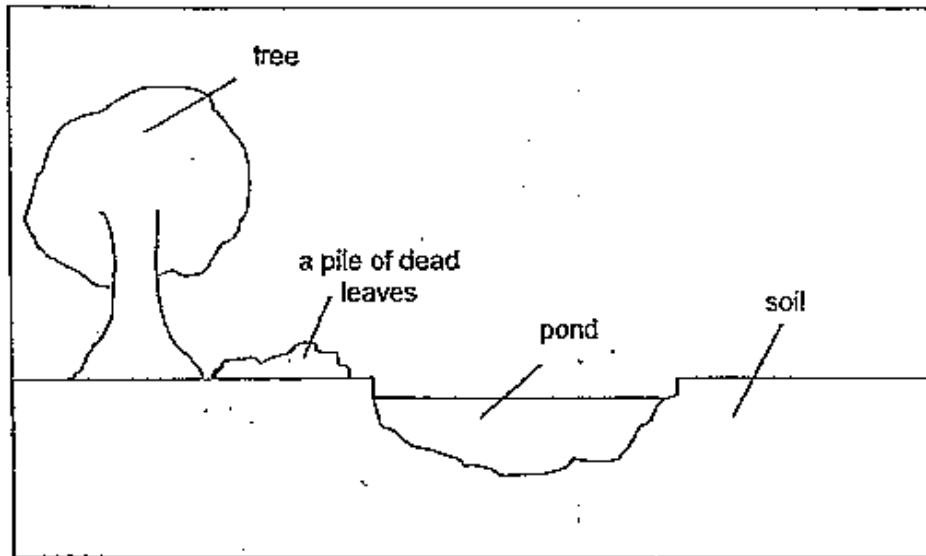 tree
a pile of dead
leaves
pond
soil